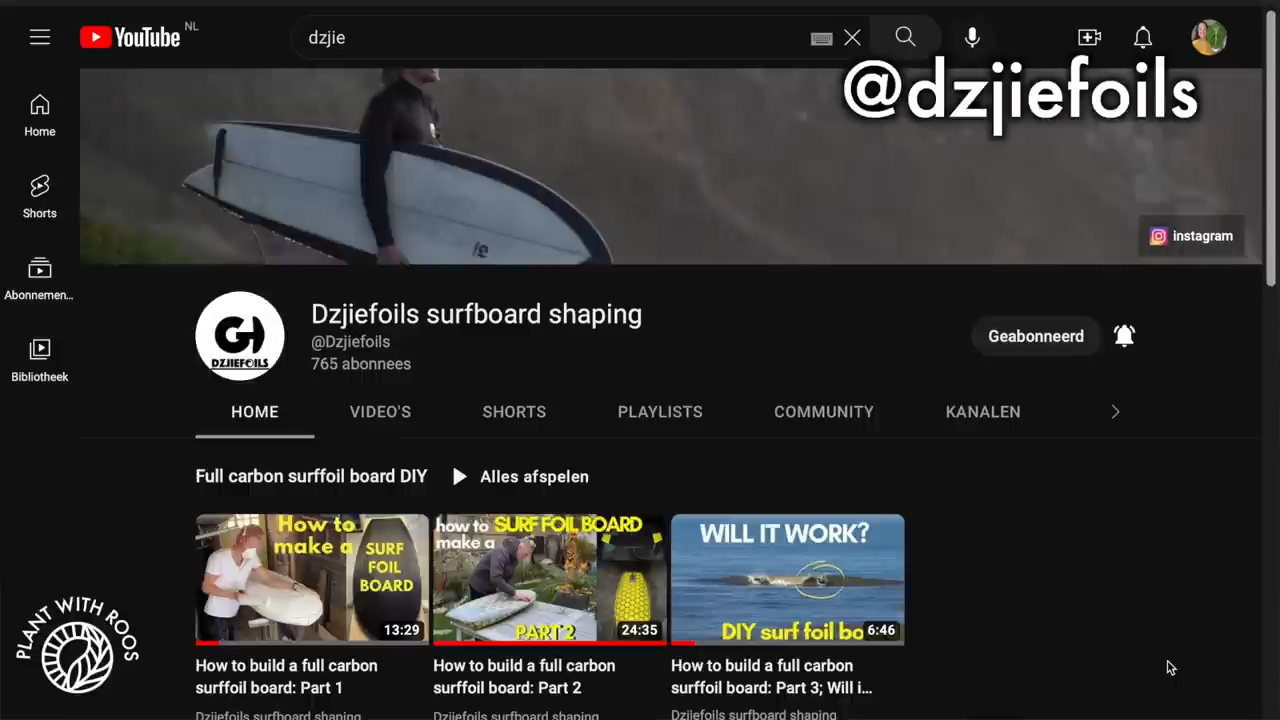 YouTube NL
dzjie
@dzjiefoils
Home
Shorts
Abonnemen...
Bibliotheek
instagram
DZJIEFOILS
Dzjiefoils surfboard shaping
@Dzjiefoils
765 abonnees
Geabonneerd
HOME VIDEO'S SHORTS PLAYLISTS COMMUNITY KANALEN
Full carbon surffoil board DIY Alles afspelen
How to
make a
SURF
FOIL
BOARD
13:29
how to SURF FOIL BOARD
make a
PART 2
24:35
WILL IT WORK?
DIY surf foil bo
6:46
How to build a full carbon
surffoil board: Part 1
How to build a full carbon
surffoil board: Part 2
How to build a full carbon
surffoil board: Part 3; Will i...
Dzjiefoils surfboard shaping
Dzjiefoils surfboard shaping
Dzjiefoils surfboard shaping
PLANT WITH ROOS